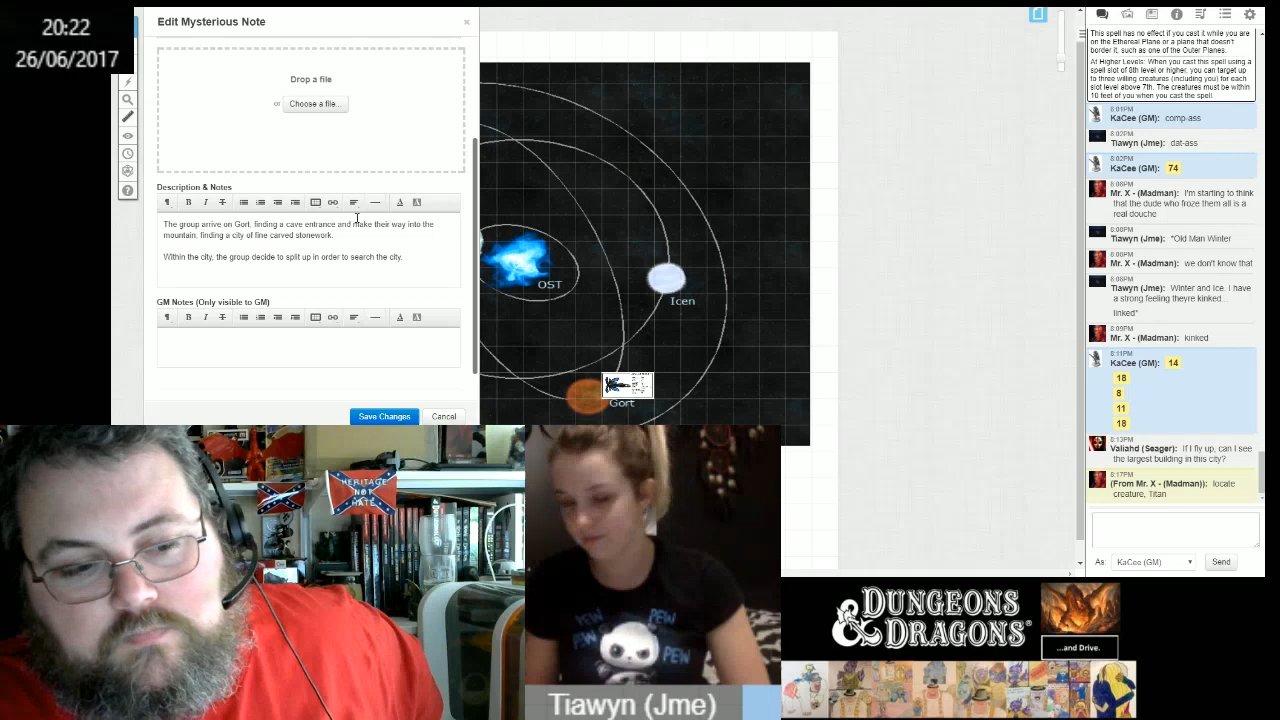 20:22
26/06/2017
Edit Mysterious Note
×
Drop a file
or Choose a file...
Description & Notes
The group arrive on Gort, finding a cave entrance and make their way into the
mountain, finding a city of fine carved stonework.
Within the city, the group decide to split up in order to search the city.
GM Notes (Only visible to GM)
Save Changes
Cancel
OST
Icen
Gort
This spell has no effect if you cast it while you are
on the Ethereal Plane or a plane that doesn't
border it, such as one of the Outer Planes.
At Higher Levels: When you cast this spell using a
spell slot of 8th level or higher, you can target up
to three willing creatures (including you) for each
slot level above 7th. The creatures must be within
10 feet of you when you cast the spell.
8:01PM
KaCee (GM): comp-ass
8:02PM
Tiawyn (Jme): dat-ass
8:02PM
KaCee (GM): 74
8:06PM
Mr. X - (Madman): I'm starting to think
that the dude who froze them all is a
real douche
8:08PM
Tiawyn (Jme): *Old Man Winter
8:08PM
Mr. X - (Madman): we don't know that
8:08PM
Tiawyn (Jme): Winter and Ice. I have
a strong feeling theyre kinked...
linked*
8:09PM
Mr. X - (Madman): kinked
8:11PM
KaCee (GM): 14
18
8
11
18
8:13PM
Valiahd (Seager): If I fly up, can I see
the largest building in this city?
8:17PM
(From Mr. X - (Madman)): locate
creature, Titan
As: KaCee (GM)
Send
HERITAGE
NOT
HATE
PEW
PEW
PEW
PEW
Tiawyn (Jme)
DUNGEONS
& DRAGONS®
...and Drive.